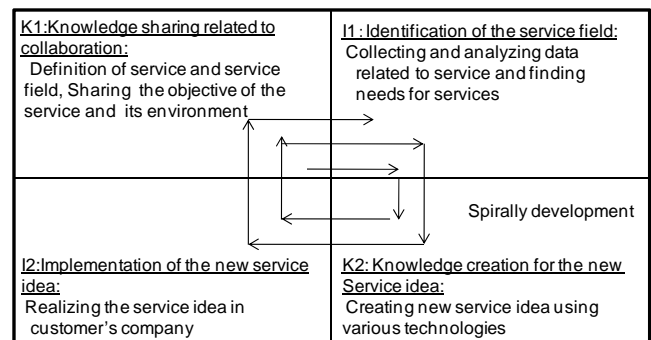 K1:Knowledge sharing related to
collaboration:
Definition of service and service
field, Sharing the objective of the
service and its environment
I1:Identification of the service field:
Collecting and analyzing data
related to service and finding
needs for services
Spirally development
I2:Implementation of the new service
idea:
Realizing the service idea in
customer's company
K2: Knowledge creation for the new
Service idea:
Creating new service idea using
various technologies